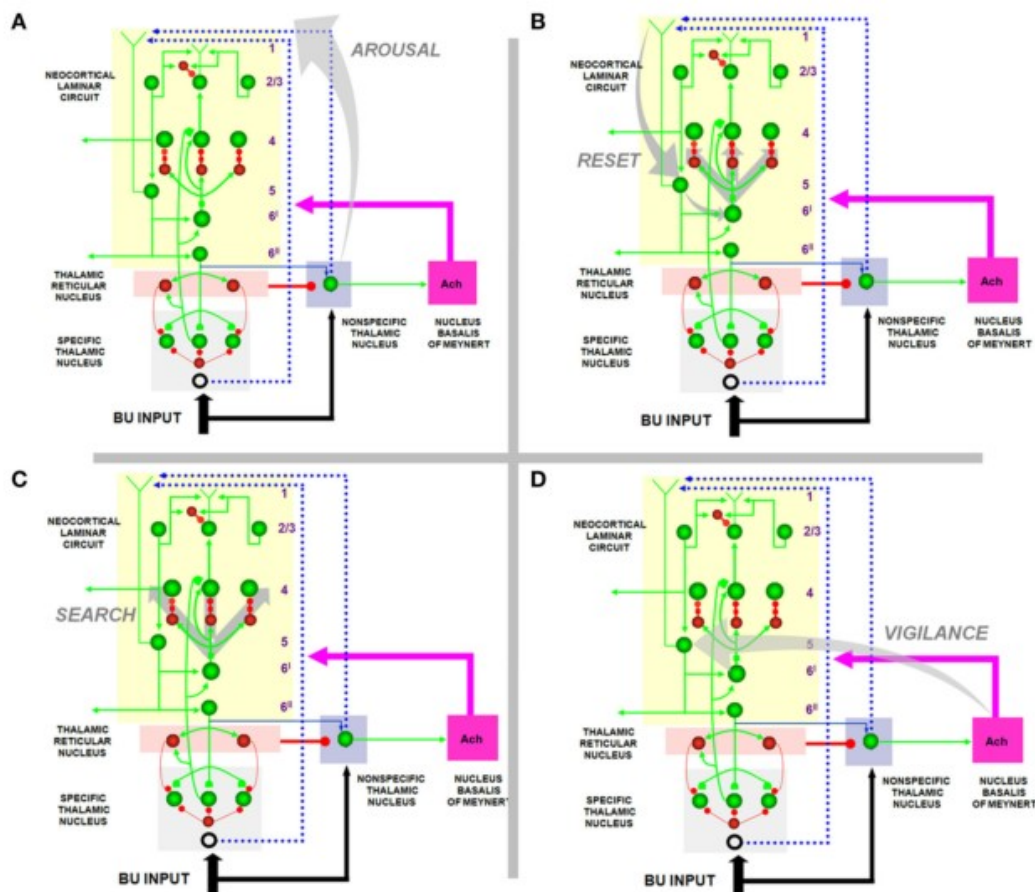 A
AROUSAL
NEOCORTICAL
LAMINAR
CIRCUIT
1
2/3
4
5
6I
6II
THALAMIC
RETICULAR
NUCLEUS
SPECIFIC
THALAMIC
NUCLEUS
Ach
NONSPECIFIC
THALAMIC
NUCLEUS
NUCLEUS
BASALIS
OF MEYNERT
BU INPUT
B
RESET
NEOCORTICAL
LAMINAR
CIRCUIT
1
2/3
4
5
6I
6II
THALAMIC
RETICULAR
NUCLEUS
SPECIFIC
THALAMIC
NUCLEUS
Ach
NONSPECIFIC
THALAMIC
NUCLEUS
NUCLEUS
BASALIS
OF MEYNERT
BU INPUT
C
SEARCH
NEOCORTICAL
LAMINAR
CIRCUIT
1
2/3
4
5
6I
6II
THALAMIC
RETICULAR
NUCLEUS
SPECIFIC
THALAMIC
NUCLEUS
Ach
NONSPECIFIC
THALAMIC
NUCLEUS
NUCLEUS
BASALIS
OF MEYNERT
BU INPUT
D
VIGILANCE
NEOCORTICAL
LAMINAR
CIRCUIT
1
2/3
4
5
6I
6II
THALAMIC
RETICULAR
NUCLEUS
SPECIFIC
THALAMIC
NUCLEUS
Ach
NONSPECIFIC
THALAMIC
NUCLEUS
NUCLEUS
BASALIS
OF MEYNERT
BU INPUT